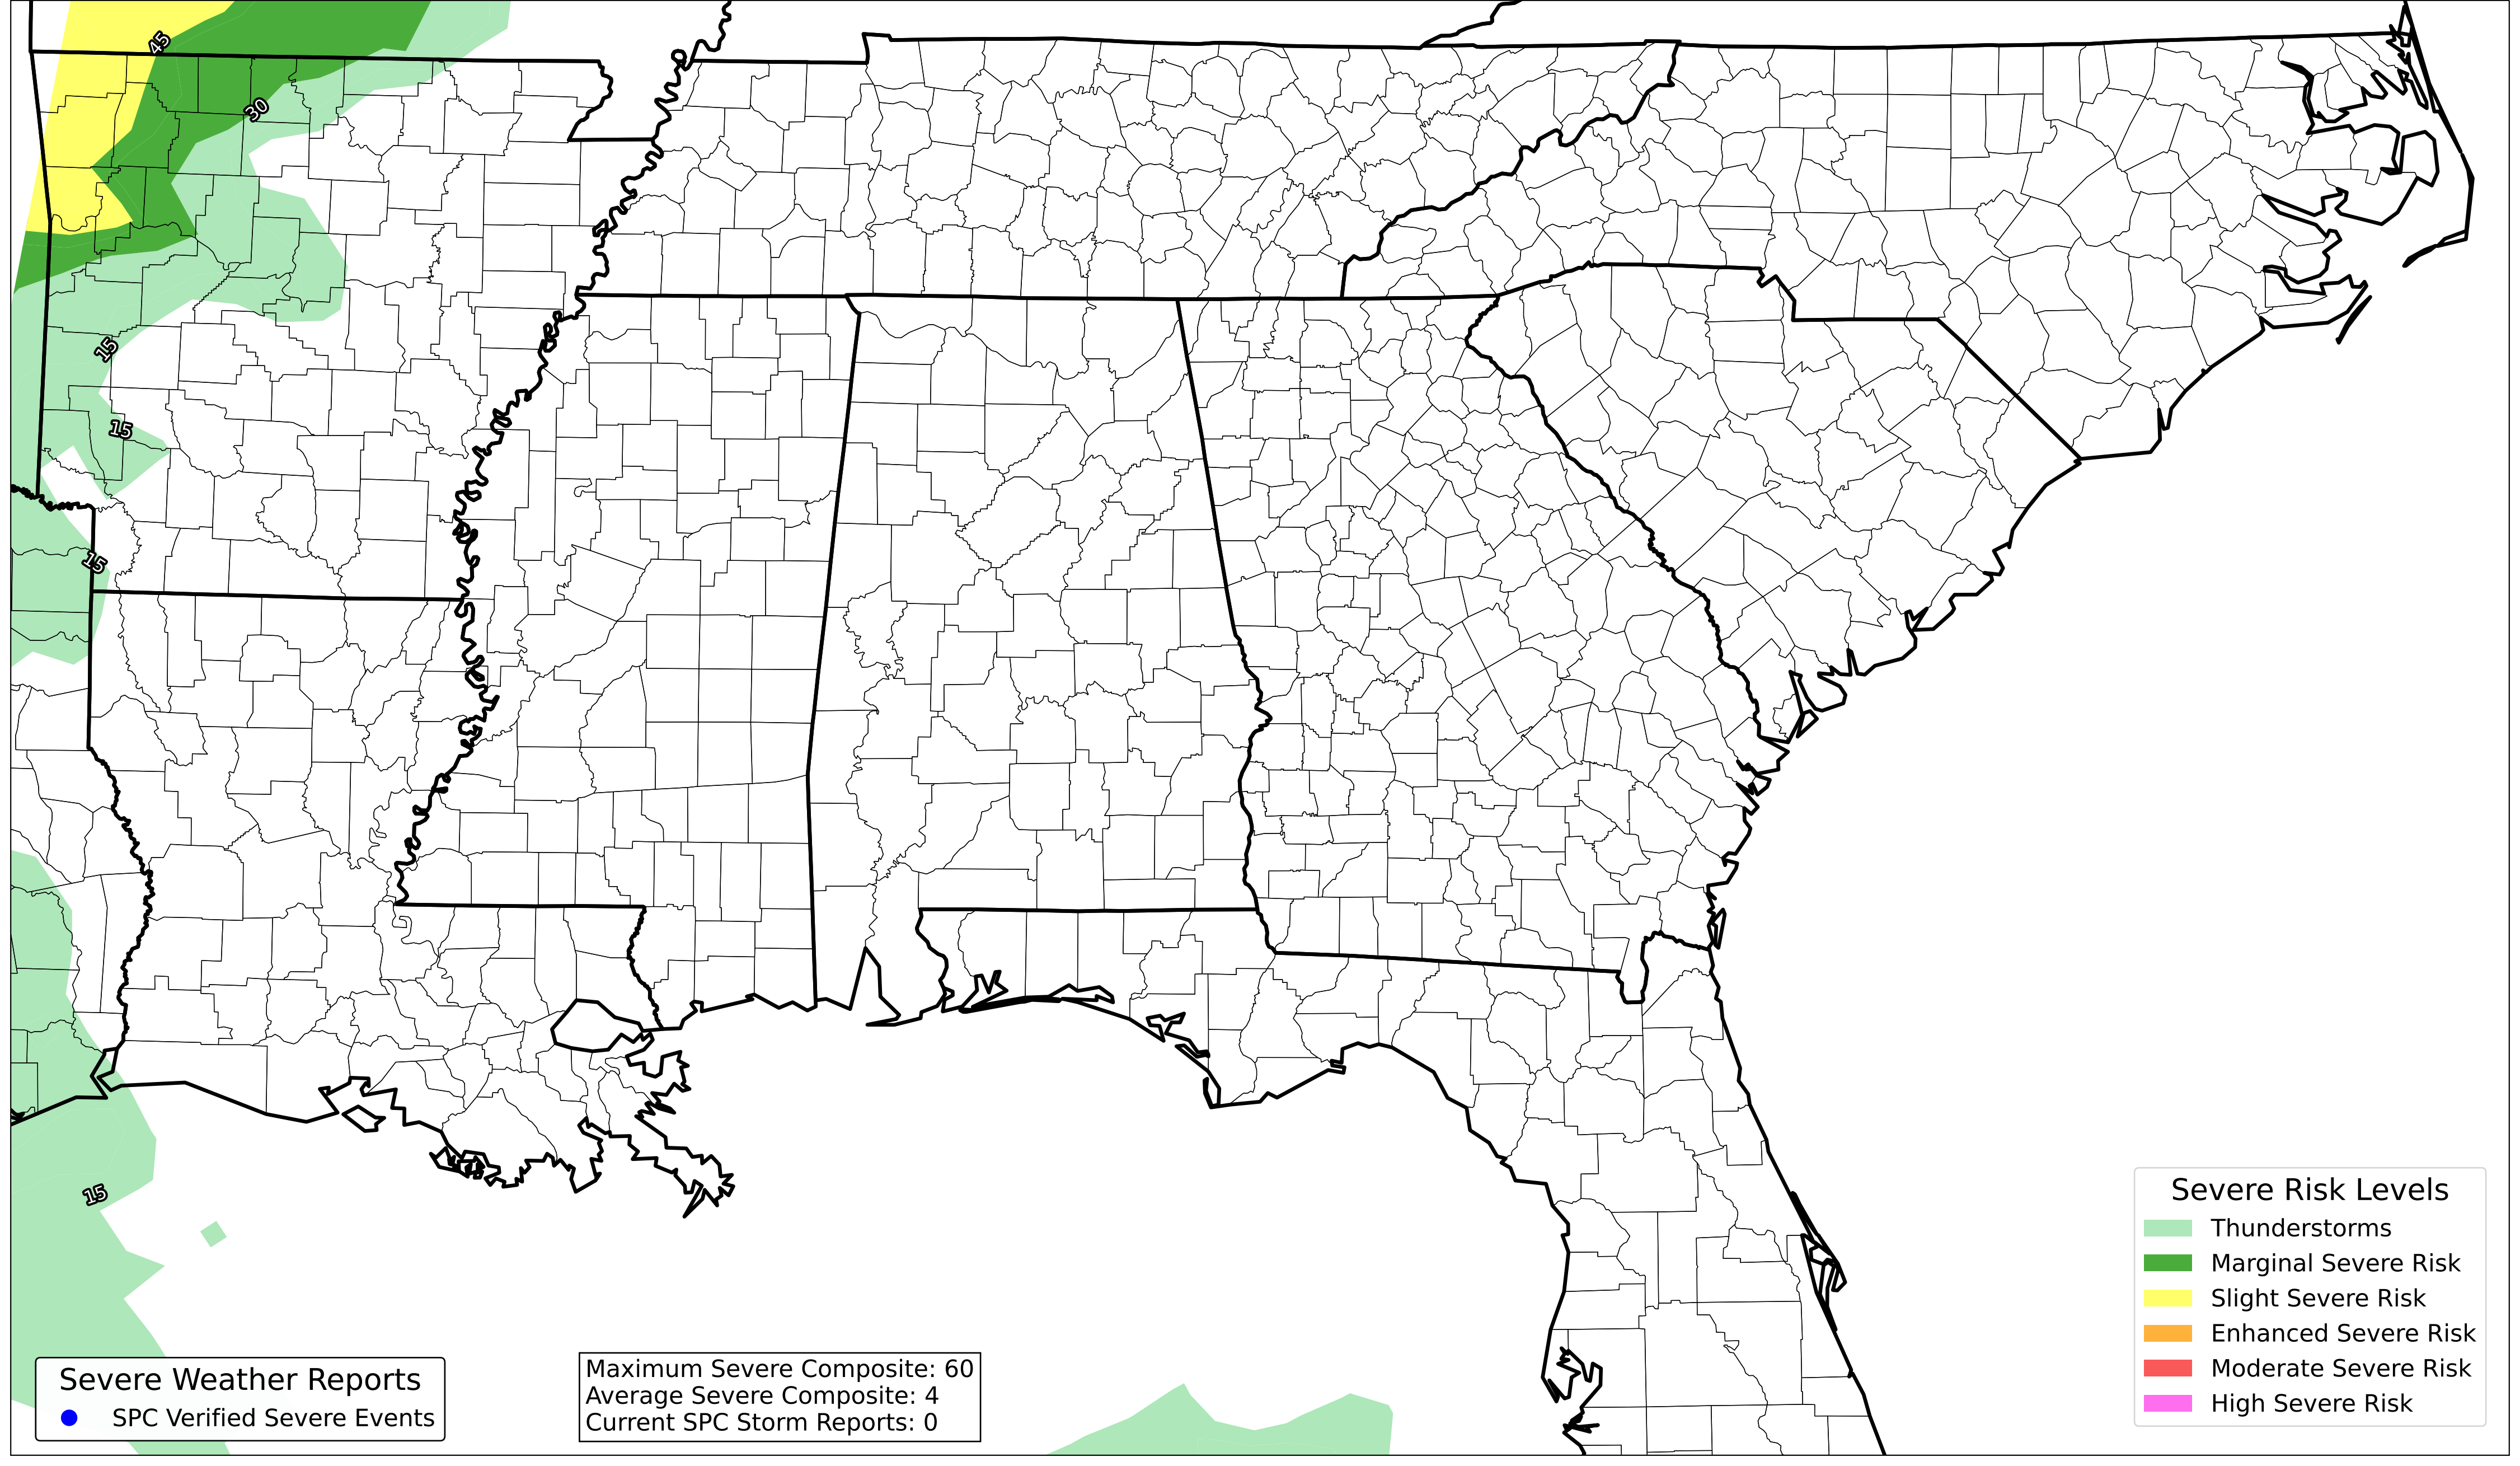 45
30
15
15
15
15
Severe Risk Levels
Thunderstorms
Marginal Severe Risk
Slight Severe Risk
Enhanced Severe Risk
Moderate Severe Risk
High Severe Risk
Severe Weather Reports
SPC Verified Severe Events
Maximum Severe Composite: 60
Average Severe Composite: 4
Current SPC Storm Reports: 0